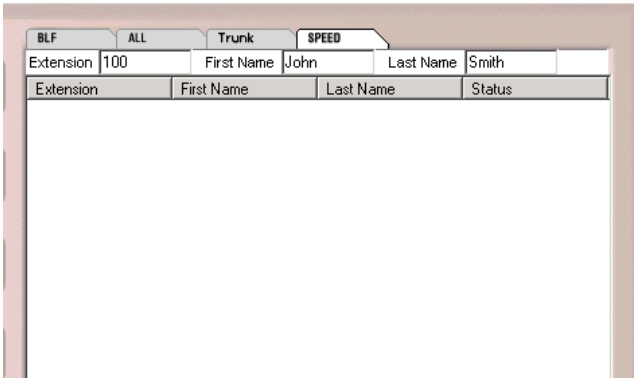 BLF ALL Trunk SPEED
Extension 100 First Name John Last Name Smith
Extension First Name Last Name Status